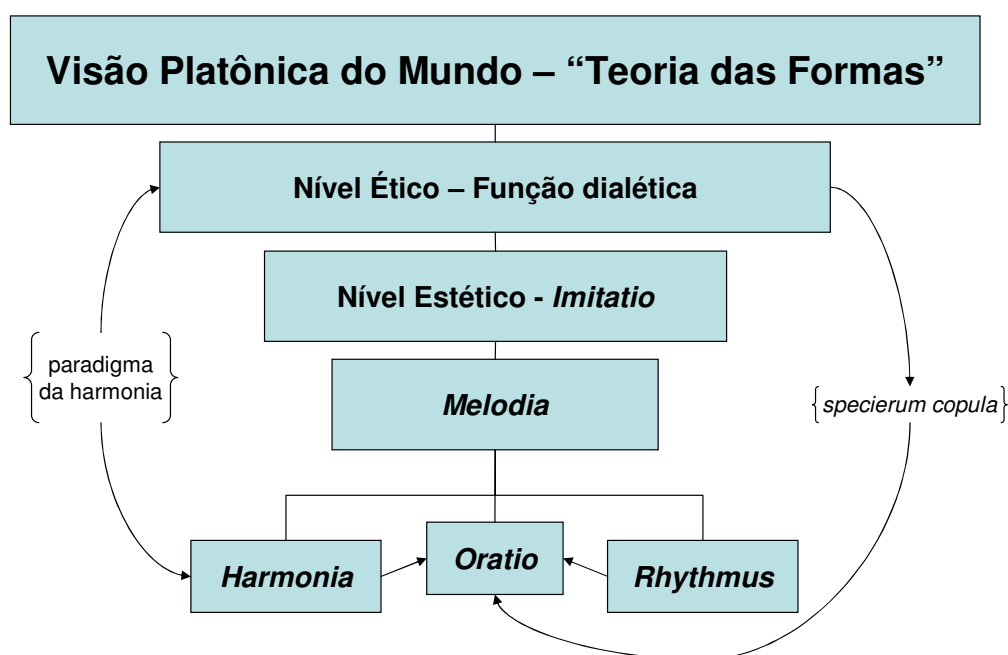 Visão Platônica do Mundo – “Teoria das Formas”
Nível Ético – Função dialética
Nível Estético - Imitatio
paradigma
da harmonia
Melodia
specierum copula
Harmonia
Oratio
Rhythmus